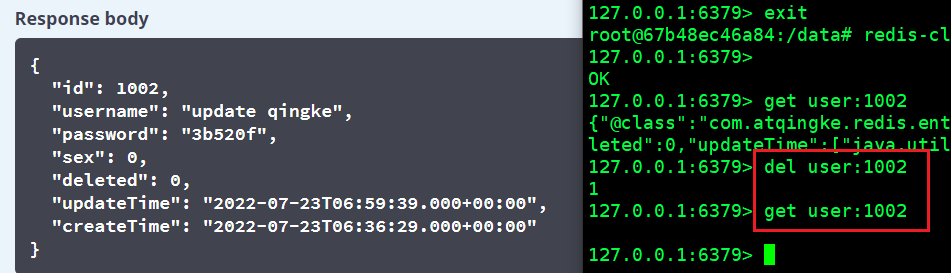 Response body
{
"id": 1002,
"username": "update qingke",
"password": "3b520f",
"sex": 0,
"deleted": 0,
"updateTime": "2022-07-23T06:59:39.000+00:00",
"createTime": "2022-07-23T06:36:29.000+00:00"
}
127.0.0.1:6379> exit
root@67b48ec46a84:/data# redis-cl
127.0.0.1:6379>
OK
127.0.0.1:6379> get user:1002
{"@class":"com.atqingke.redis.ent
leted":0,"updateTime":["java.util
127.0.0.1:6379> del user:1002
1
127.0.0.1:6379> get user:1002
127.0.0.1:6379>